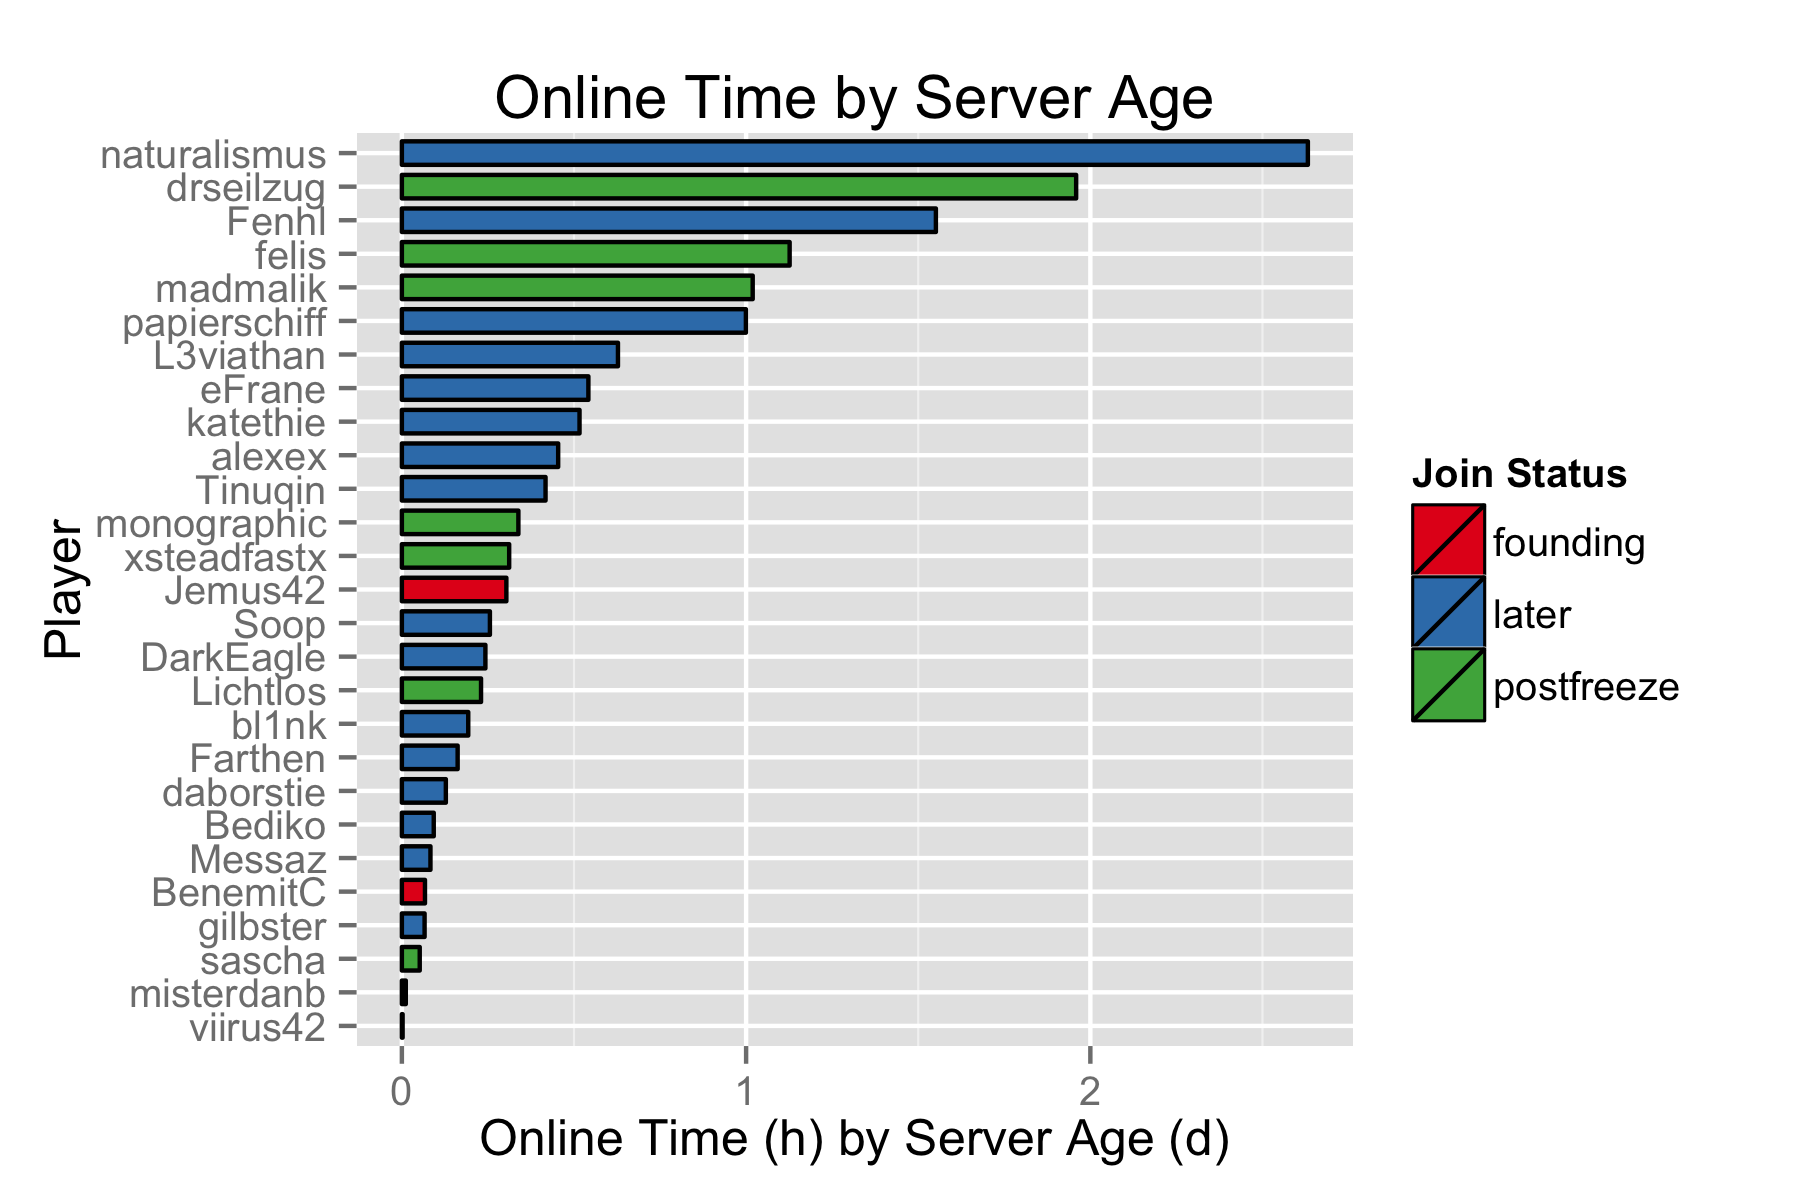 Online Time by Server Age
naturalismus
drseilzug
Fenhl
felis
madmalik
papierschiff
L3viathan
eFrane
katethie
alexex
Tinuqin
monographic
xsteadfastx
Jemus42
Soop
DarkEagle
Lichtlos
bl1nk
Farthen
daborstie
Bediko
Messaz
BenemitC
gilbster
sascha
misterdanb
viirus42
Player
0 1 2
Online Time (h) by Server Age (d)
Join Status
founding
later
postfreeze